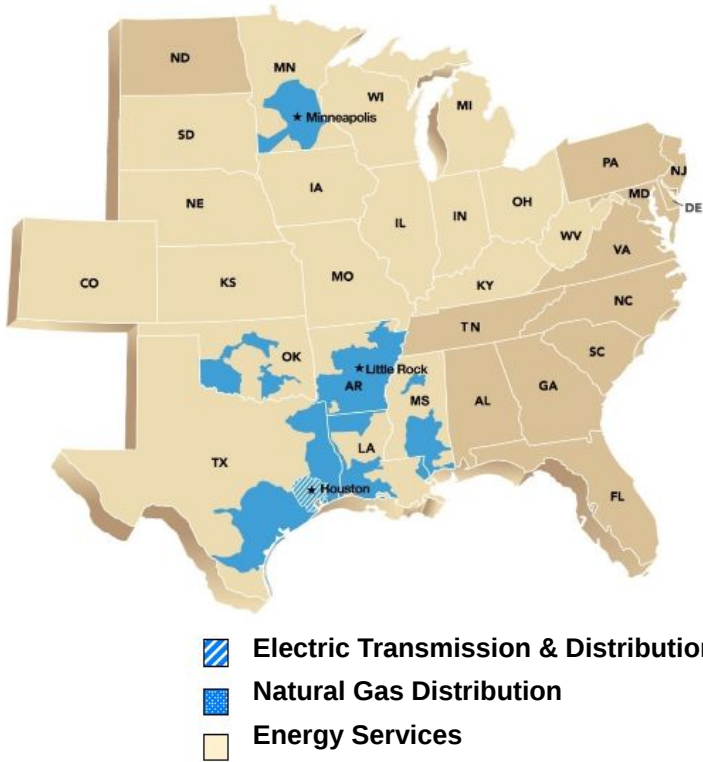 ND
MN
WI
MI
★ Minneapolis
SD
PA
NJ
MD
DE
NE
IA
IL
IN
OH
WV
VA
CO
KS
MO
KY
NC
TN
OK
★ Little Rock
AR
MS
SC
AL
GA
LA
TX
★ Houston
FL
Electric Transmission & Distribution
Natural Gas Distribution
Energy Services